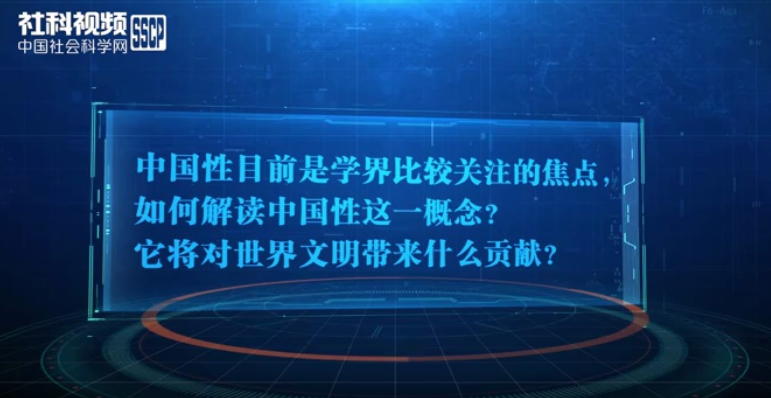 社科视频
中国社会科学网
SSCP
F6-Aqi
中国性目前是学界比较关注的焦点，
如何解读中国性这一概念？
它将对世界文明带来什么贡献？